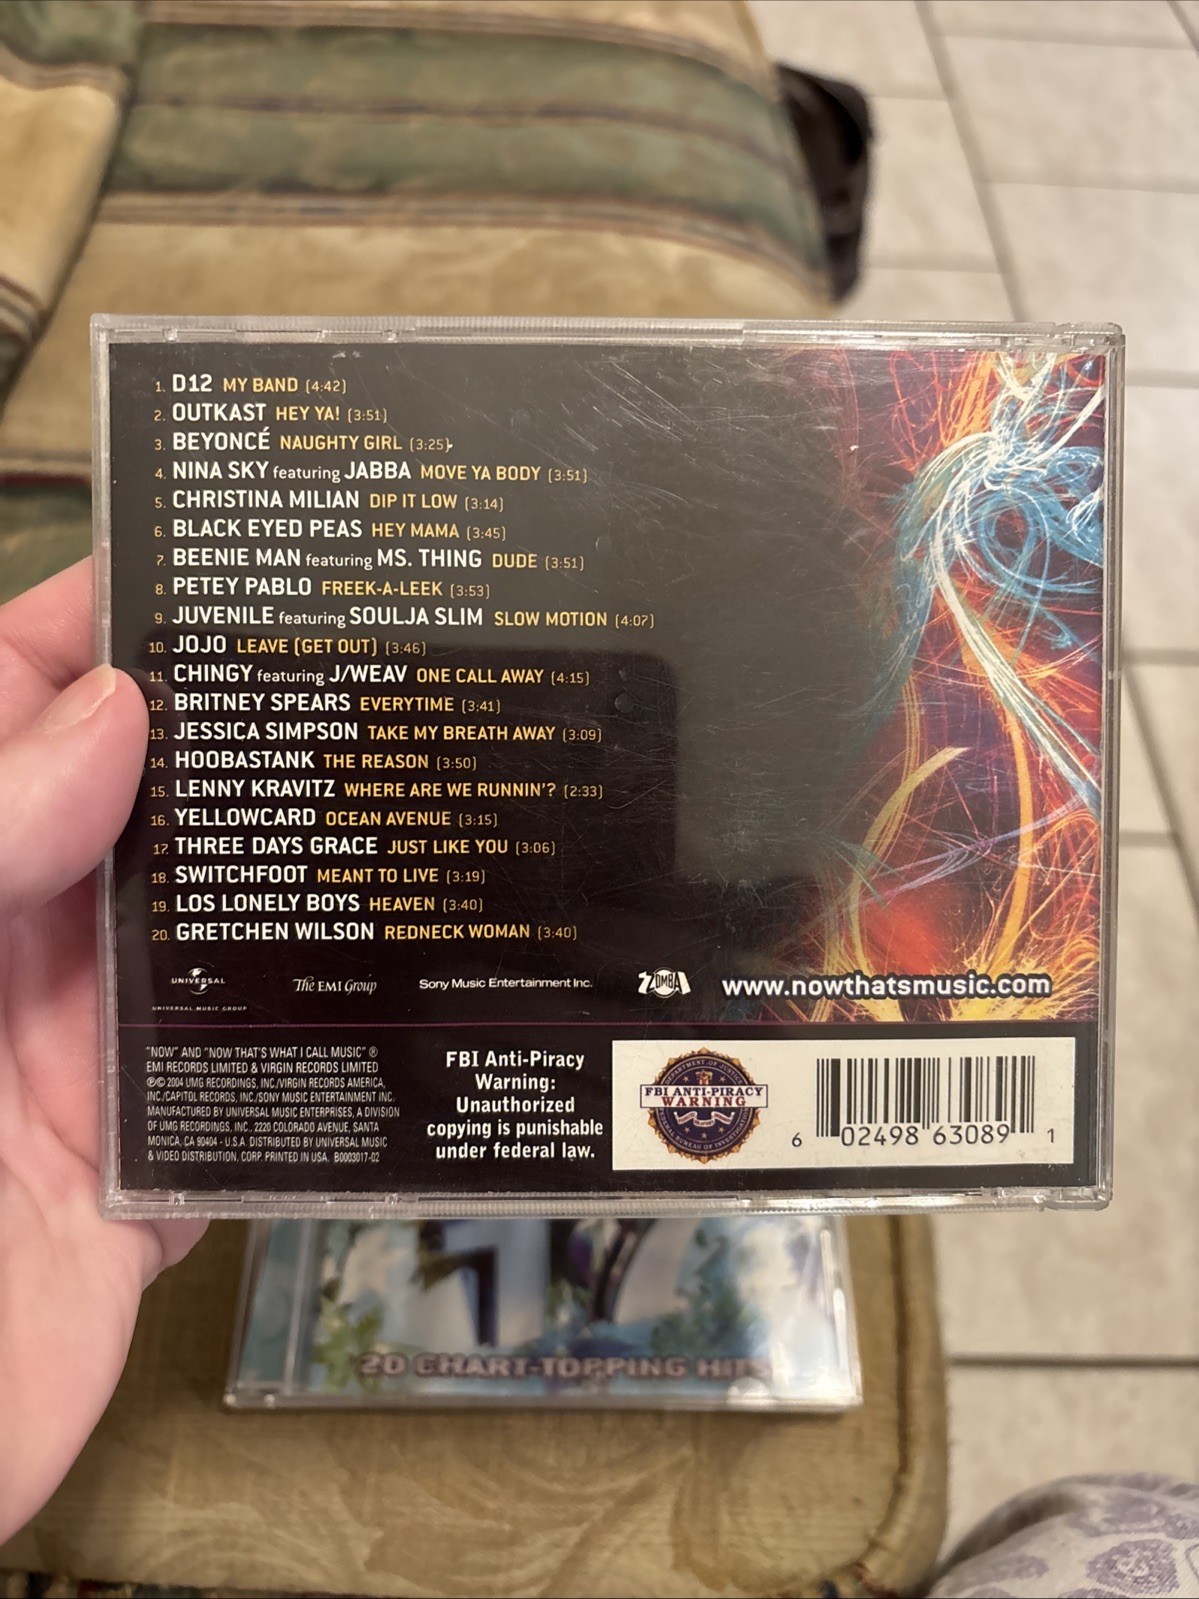 1. D12 MY BAND (4:42)
2. OUTKAST HEY YA! (3:51)
3. BEYONCÉ NAUGHTY GIRL (3:25)
4. NINA SKY featuring JABBA MOVE YA BODY (3:51)
5. CHRISTINA MILIAN DIP IT LOW (3:14)
6. BLACK EYED PEAS HEY MAMA (3:45)
7. BEENIE MAN featuring MS. THING DUDE (3:51)
8. PETEY PABLO FREEK-A-LEEK (3:53)
9. JUVENILE featuring SOULJA SLIM SLOW MOTION (4:07)
10. JOJO LEAVE (GET OUT) (3:46)
11. CHINGY featuring J/WEAV ONE CALL AWAY (4:15)
12. BRITNEY SPEARS EVERYTIME (3:41)
13. JESSICA SIMPSON TAKE MY BREATH AWAY (3:09)
14. HOOBASTANK THE REASON (3:50)
15. LENNY KRAVITZ WHERE ARE WE RUNNIN'? (2:33)
16. YELLOWCARD OCEAN AVENUE (3:15)
17. THREE DAYS GRACE JUST LIKE YOU (3:06)
18. SWITCHFOOT MEANT TO LIVE (3:19)
19. LOS LONELY BOYS HEAVEN (3:40)
20. GRETCHEN WILSON REDNECK WOMAN (3:40)
UNIVERSAL
UNIVERSAL MUSIC GROUP
The EMI Group
Sony Music Entertainment Inc.
ZOMBA
www.nowthatsmusic.com
"NOW" AND "NOW THAT'S WHAT I CALL MUSIC" ®
EMI RECORDS LIMITED & VIRGIN RECORDS LIMITED
℗© 2004 UMG RECORDINGS, INC./VIRGIN RECORDS AMERICA,
INC./CAPITOL RECORDS, INC./SONY MUSIC ENTERTAINMENT INC.
MANUFACTURED BY UNIVERSAL MUSIC ENTERPRISES, A DIVISION
OF UMG RECORDINGS, INC., 2220 COLORADO AVENUE, SANTA
MONICA, CA 90404 - U.S.A. DISTRIBUTED BY UNIVERSAL MUSIC
& VIDEO DISTRIBUTION, CORP. PRINTED IN USA. B0003017-02
FBI Anti-Piracy
Warning:
Unauthorized
copying is punishable
under federal law.
DEPARTMENT OF JUSTICE
FBI ANTI-PIRACY
WARNING
FEDERAL BUREAU OF INVESTIGATION
6 02498 63089 1
20 CHART-TOPPING HITS